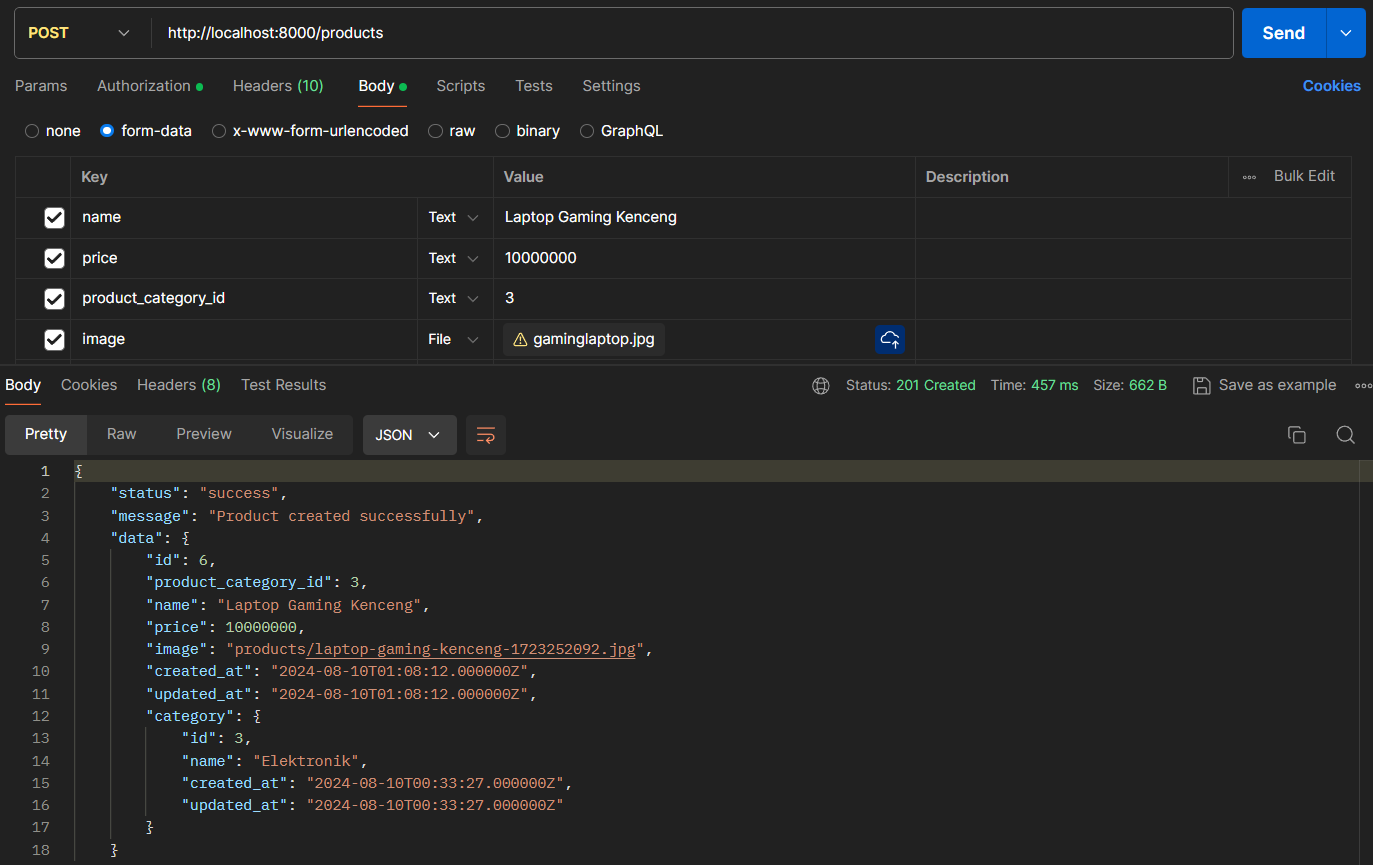 POST http://localhost:8000/products Send
Params Authorization Headers (10) Body Scripts Tests Settings Cookies
none form-data x-www-form-urlencoded raw binary GraphQL
Key Value Description Bulk Edit
name Text Laptop Gaming Kenceng
price Text 10000000
product_category_id Text 3
image File gaminglaptop.jpg
Body Cookies Headers (8) Test Results Status: 201 Created Time: 457 ms Size: 662 B Save as example
Pretty Raw Preview Visualize JSON
1 {
2 "status": "success",
3 "message": "Product created successfully",
4 "data": {
5 "id": 6,
6 "product_category_id": 3,
7 "name": "Laptop Gaming Kenceng",
8 "price": 10000000,
9 "image": "products/laptop-gaming-kenceng-1723252092.jpg",
10 "created_at": "2024-08-10T01:08:12.000000Z",
11 "updated_at": "2024-08-10T01:08:12.000000Z",
12 "category": {
13 "id": 3,
14 "name": "Elektronik",
15 "created_at": "2024-08-10T00:33:27.000000Z",
16 "updated_at": "2024-08-10T00:33:27.000000Z"
17 }
18 }